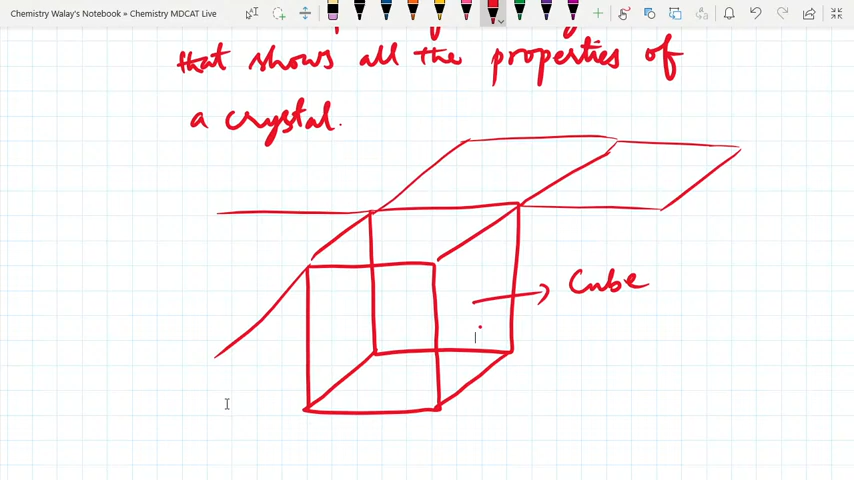 Chemistry Walay's Notebook » Chemistry MDCAT Live
that shows all the properties of
a crystal.
Cube